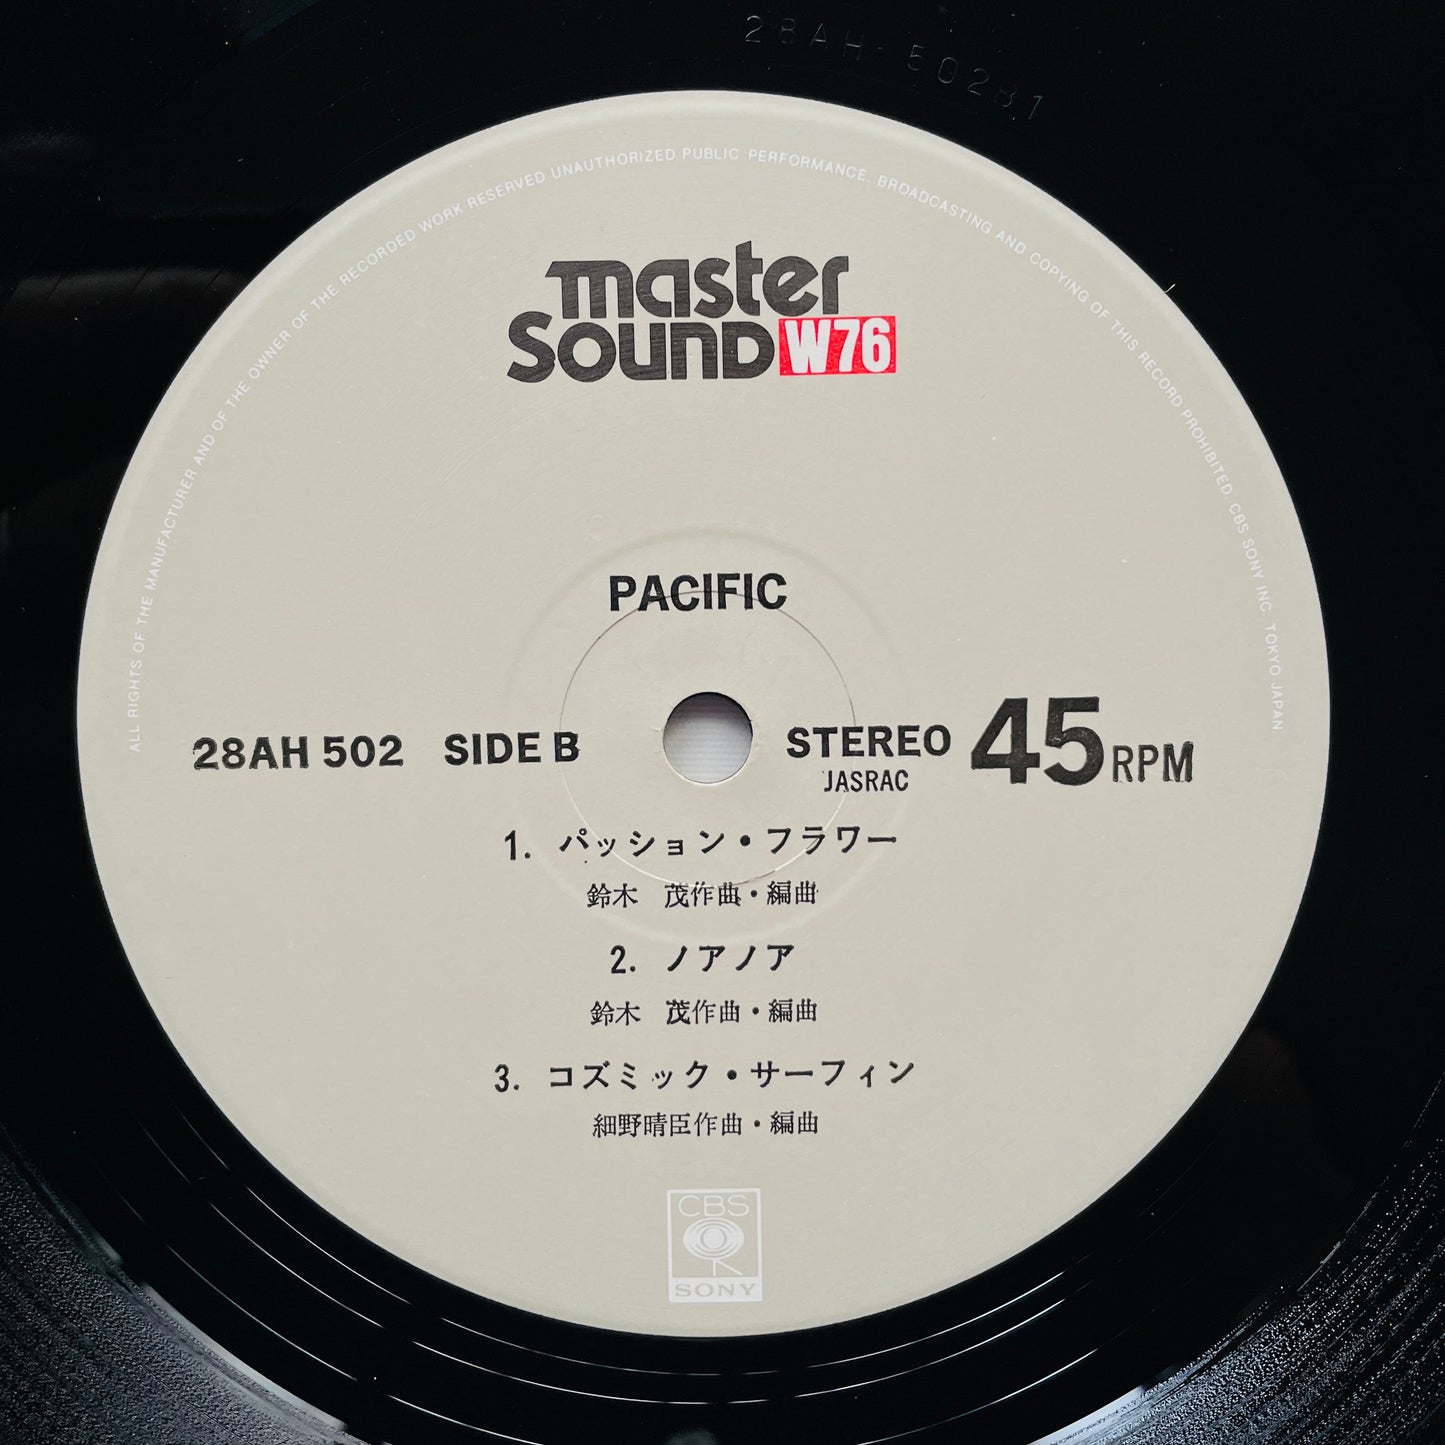 28AH-502B1
ALL RIGHTS OF THE MANUFACTURER AND OF THE OWNER OF THE RECORDED WORK RESERVED UNAUTHORIZED PUBLIC PERFORMANCE. BROADCASTING AND COPYING OF THIS RECORD PROHIBITED. CBS SONY INC. TOKYO JAPAN
master
SOUND W76
PACIFIC
28AH 502 SIDE B
STEREO 45 RPM
JASRAC
1. パッション・フラワー
鈴木 茂作曲・編曲
2. ノアノア
鈴木 茂作曲・編曲
3. コズミック・サーフィン
細野晴臣作曲・編曲
CBS
SONY